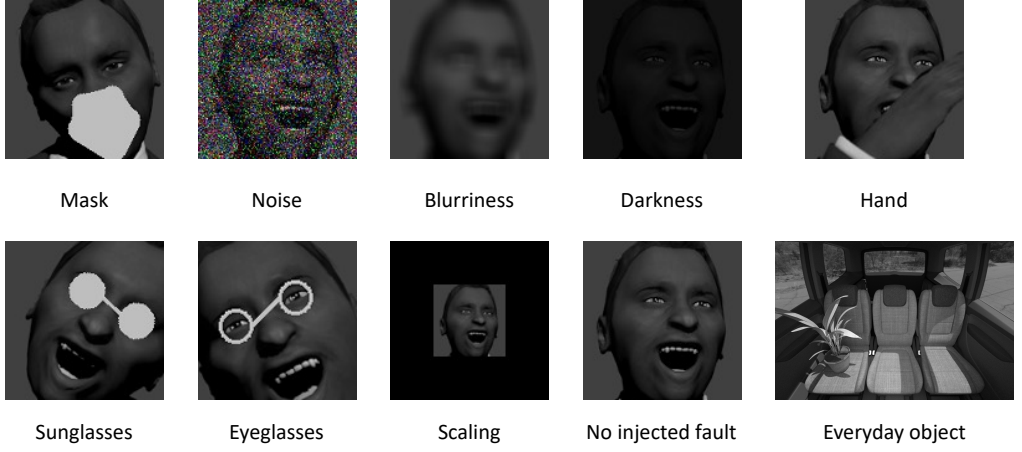 Mask Noise Blurriness Darkness Hand
Sunglasses Eyeglasses Scaling No injected fault Everyday object